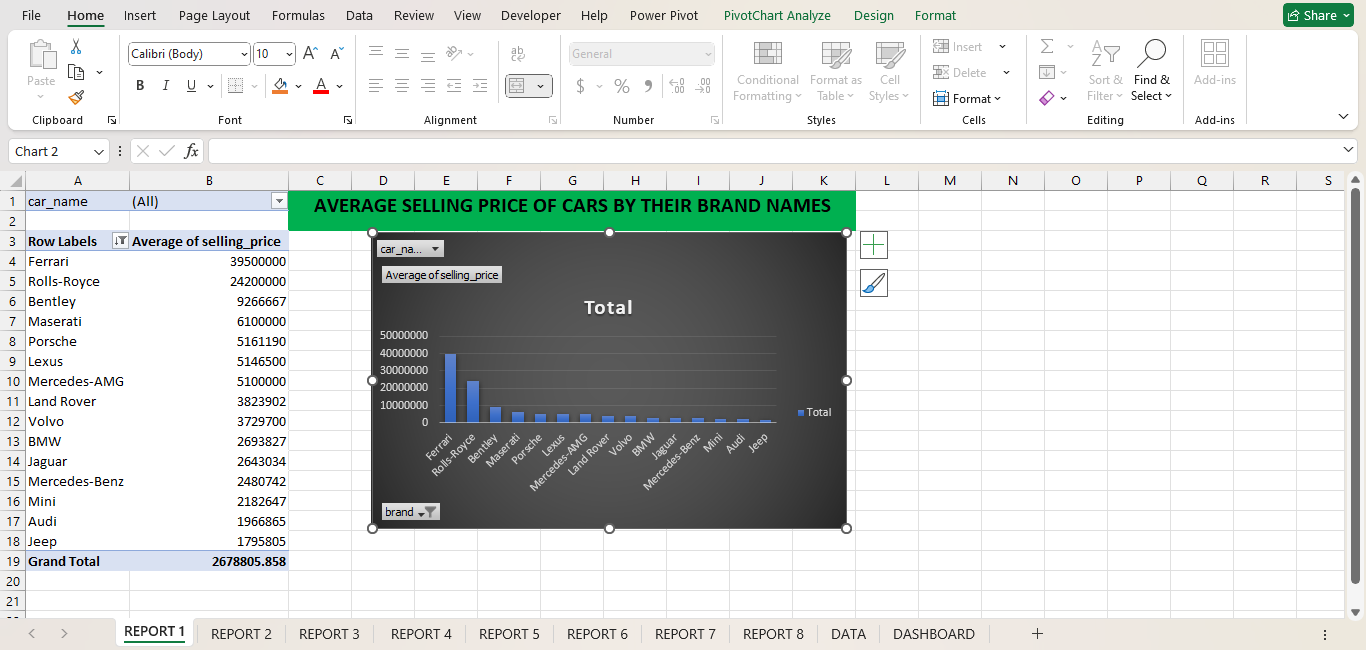 File Home Insert Page Layout Formulas Data Review View Developer Help Power Pivot PivotChart Analyze Design Format Share
Calibri (Body) 10 A^ A˅ ab General Insert
Paste Conditional Format as Cell Delete Sort & Find & Add-ins
B I U A $ % 9 .00 Formatting Table Styles Format Filter Select
Clipboard Font Alignment Number Styles Cells Editing Add-ins
Chart 2 fx
A B C D E F G H I J K L M N O P Q R S
1 car_name (All) AVERAGE SELLING PRICE OF CARS BY THEIR BRAND NAMES
2
3 Row Labels Average of selling_price
4 Ferrari 39500000
5 Rolls-Royce 24200000
6 Bentley 9266667
7 Maserati 6100000
8 Porsche 5161190
9 Lexus 5146500
10 Mercedes-AMG 5100000
11 Land Rover 3823902
12 Volvo 3729700
13 BMW 2693827
14 Jaguar 2643034
15 Mercedes-Benz 2480742
16 Mini 2182647
17 Audi 1966865
18 Jeep 1795805
19 Grand Total 2678805.858
20
21
car_na...
Average of selling_price
Total
50000000
40000000
30000000
20000000
10000000
0
Total
Ferrari Rolls-Royce Bentley Maserati Porsche Lexus Mercedes-AMG Land Rover Volvo BMW Jaguar Mercedes-Benz Mini Audi Jeep
brand
REPORT 1 REPORT 2 REPORT 3 REPORT 4 REPORT 5 REPORT 6 REPORT 7 REPORT 8 DATA DASHBOARD